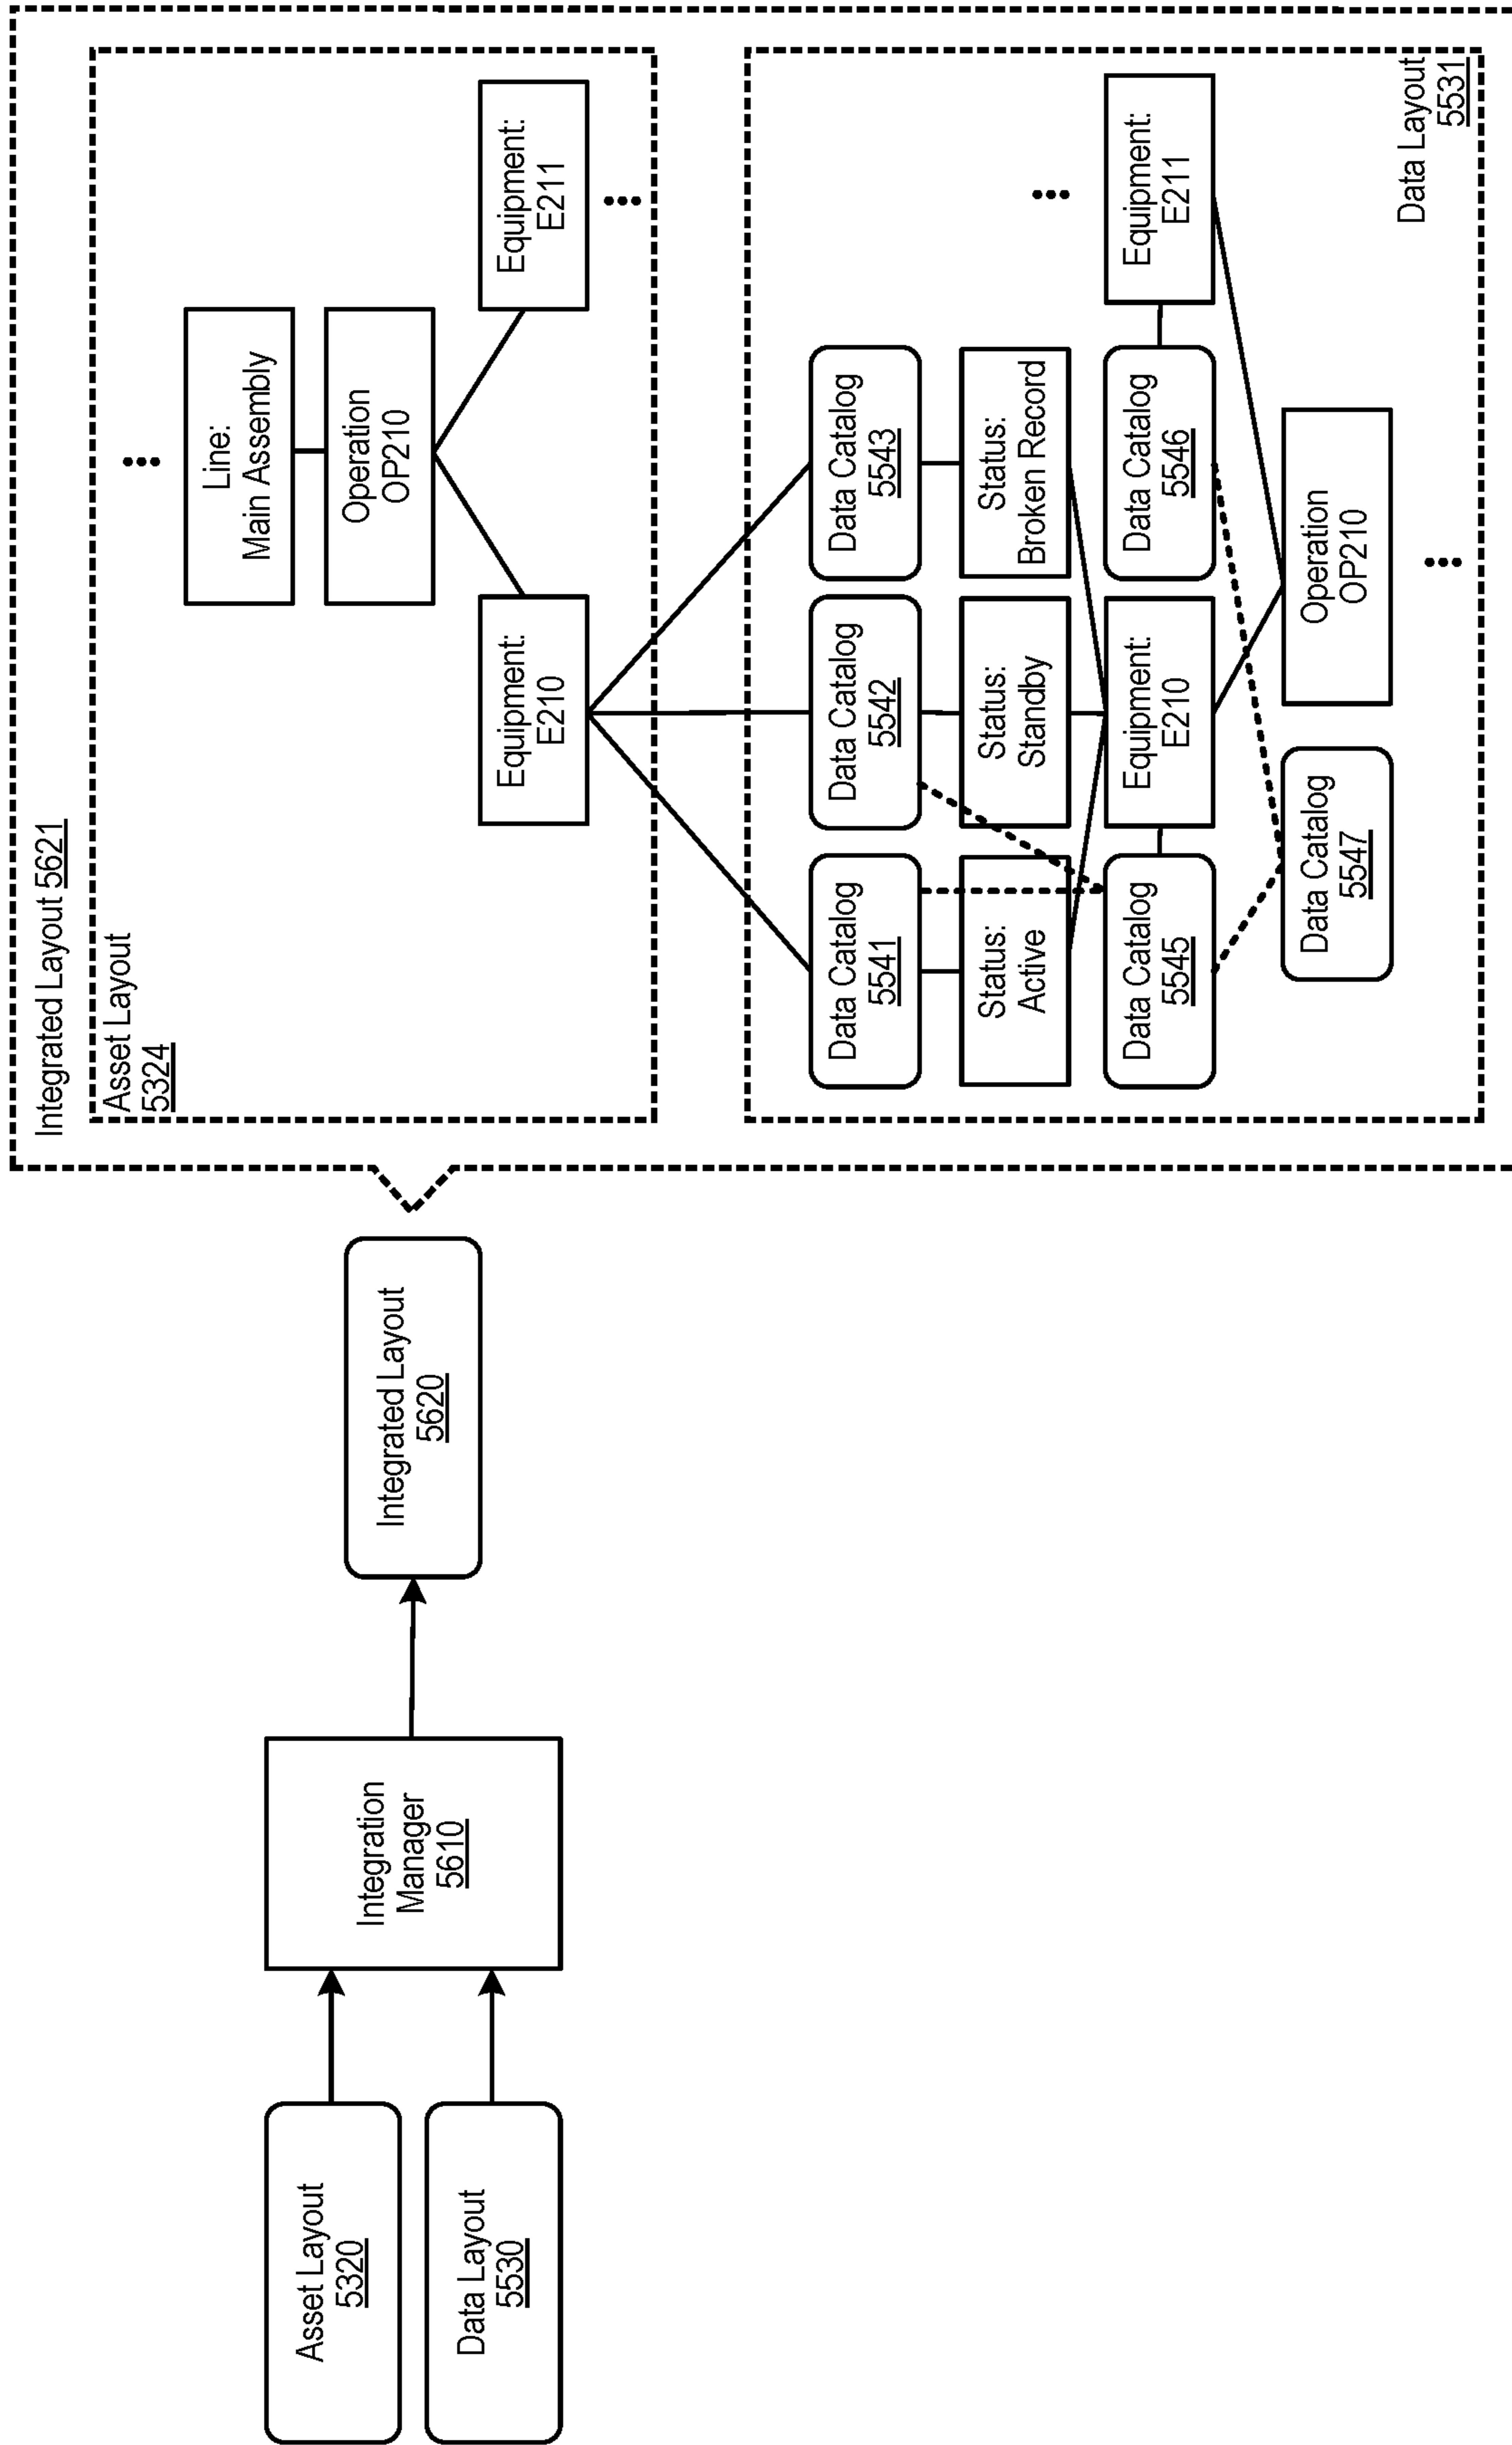 Asset Layout
5320
Data Layout
5530
Integration
Manager
5610
Integrated Layout
5620
Integrated Layout 5621
Asset Layout
5324
Line:
Main Assembly
Operation
OP210
Equipment:
E210
Equipment:
E211
Data Catalog
5541
Data Catalog
5542
Data Catalog
5543
Status:
Active
Status:
Standby
Status:
Broken Record
Data Catalog
5545
Equipment:
E210
Data Catalog
5546
Equipment:
E211
Data Catalog
5547
Operation
OP210
Data Layout
5531